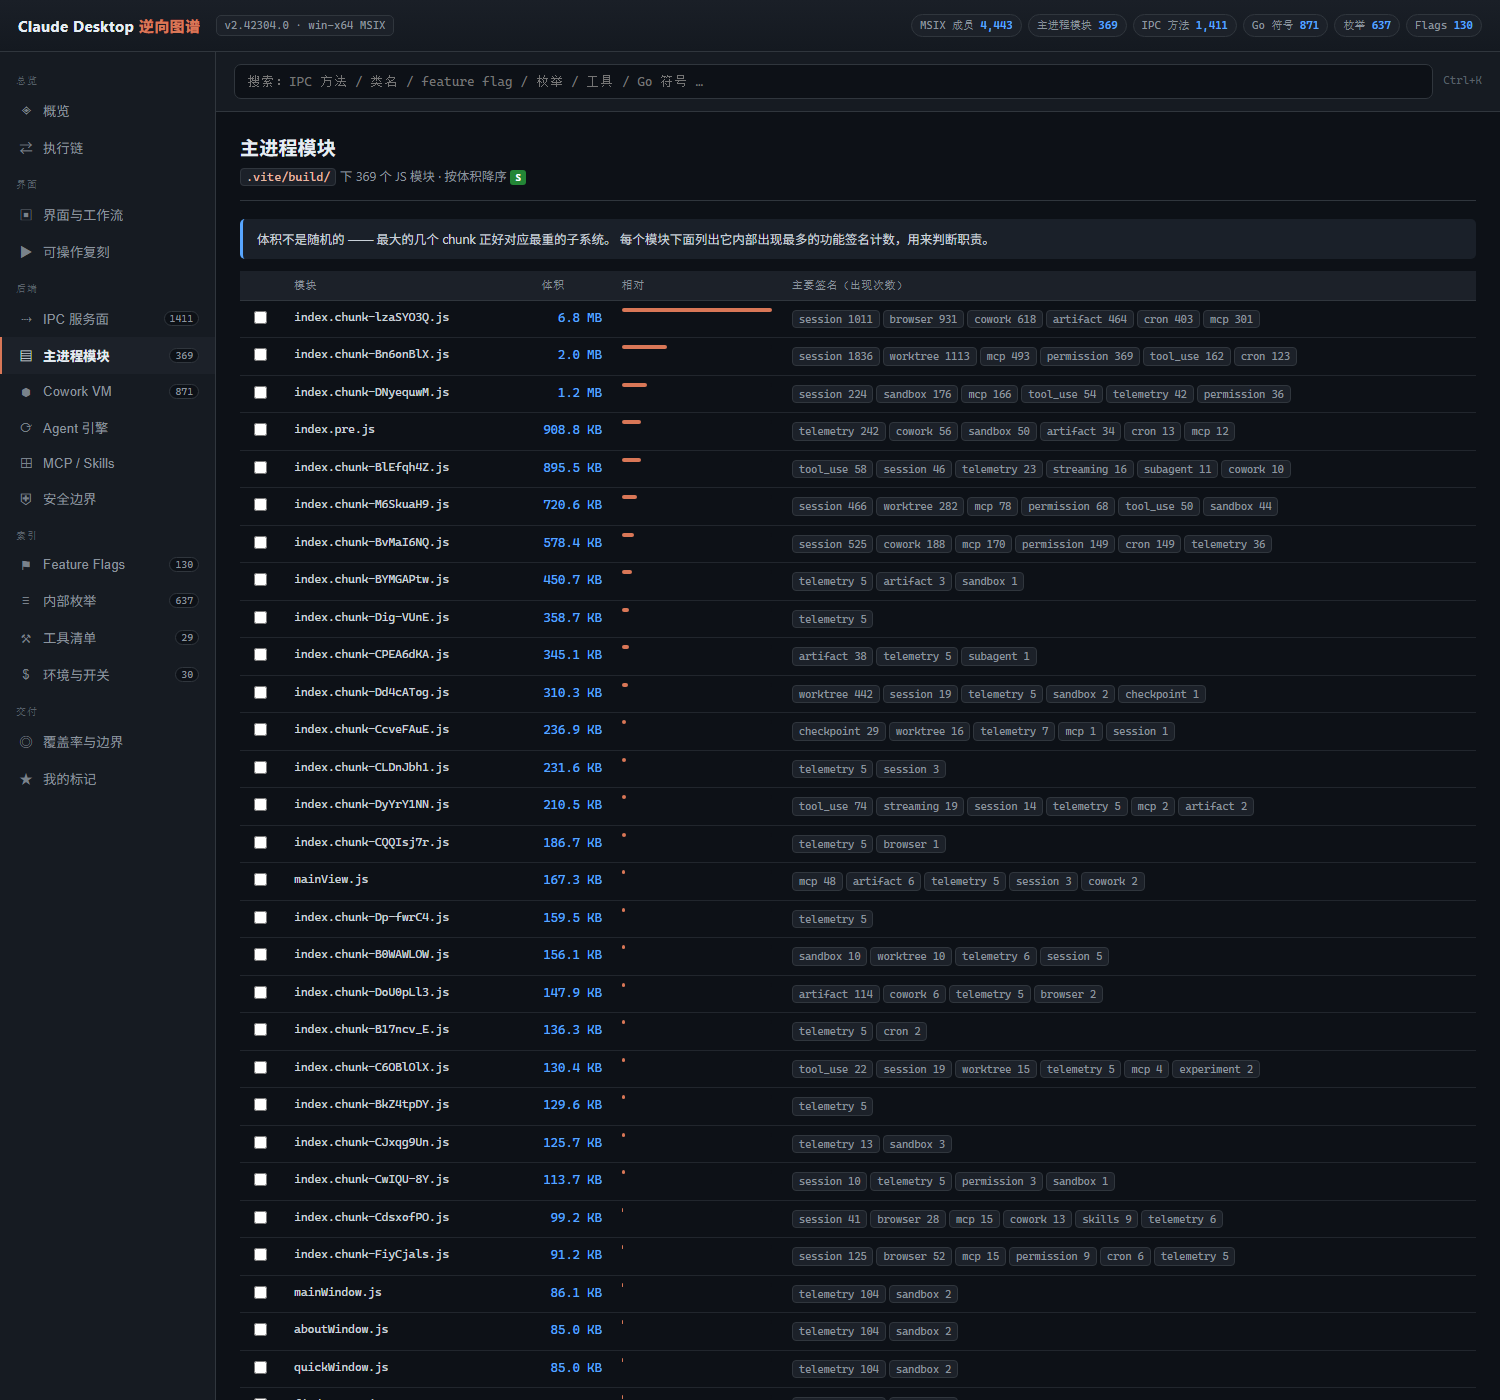 Claude Desktop 逆向图谱 v2.42304.0 · win-x64 MSIX MSIX 成员 4,443 主进程模块 369 IPC 方法 1,411 Go 符号 871 枚举 637 Flags 130
搜索: IPC 方法 / 类名 / feature flag / 枚举 / 工具 / Go 符号 … Ctrl+K
总览
◈ 概览
⇄ 执行链
界面
▣ 界面与工作流
▶ 可操作复刻
后端
⇢ IPC 服务面 1411
▤ 主进程模块 369
⬢ Cowork VM 871
⟳ Agent 引擎
⊞ MCP / Skills
⛨ 安全边界
索引
⚑ Feature Flags 130
☰ 内部枚举 637
⚒ 工具清单 29
$ 环境与开关 30
交付
◎ 覆盖率与边界
★ 我的标记
主进程模块
.vite/build/ 下 369 个 JS 模块 · 按体积降序 S
体积不是随机的 —— 最大的几个 chunk 正好对应最重的子系统。 每个模块下面列出它内部出现最多的功能签名计数，用来判断职责。
模块 体积 相对 主要签名（出现次数）
index.chunk-lzaSYO3Q.js 6.8 MB session 1011 browser 931 cowork 618 artifact 464 cron 403 mcp 301
index.chunk-Bn6onBlX.js 2.0 MB session 1836 worktree 1113 mcp 493 permission 369 tool_use 162 cron 123
index.chunk-DNyequwM.js 1.2 MB session 224 sandbox 176 mcp 166 tool_use 54 telemetry 42 permission 36
index.pre.js 908.8 KB telemetry 242 cowork 56 sandbox 50 artifact 34 cron 13 mcp 12
index.chunk-BlEfqh4Z.js 895.5 KB tool_use 58 session 46 telemetry 23 streaming 16 subagent 11 cowork 10
index.chunk-M6SkuaH9.js 720.6 KB session 466 worktree 282 mcp 78 permission 68 tool_use 50 sandbox 44
index.chunk-BvMaI6NQ.js 578.4 KB session 525 cowork 188 mcp 170 permission 149 cron 149 telemetry 36
index.chunk-BYMGAPtw.js 450.7 KB telemetry 5 artifact 3 sandbox 1
index.chunk-Dig-VUnE.js 358.7 KB telemetry 5
index.chunk-CPEA6dKA.js 345.1 KB artifact 38 telemetry 5 subagent 1
index.chunk-Dd4cATog.js 310.3 KB worktree 442 session 19 telemetry 5 sandbox 2 checkpoint 1
index.chunk-CcveFAuE.js 236.9 KB checkpoint 29 worktree 16 telemetry 7 mcp 1 session 1
index.chunk-CLDnJbh1.js 231.6 KB telemetry 5 session 3
index.chunk-DyYrY1NN.js 210.5 KB tool_use 74 streaming 19 session 14 telemetry 5 mcp 2 artifact 2
index.chunk-CQQIsj7r.js 186.7 KB telemetry 5 browser 1
mainView.js 167.3 KB mcp 48 artifact 6 telemetry 5 session 3 cowork 2
index.chunk-Dp-fwrC4.js 159.5 KB telemetry 5
index.chunk-B0WAWLOW.js 156.1 KB sandbox 10 worktree 10 telemetry 6 session 5
index.chunk-DoU0pLl3.js 147.9 KB artifact 114 cowork 6 telemetry 5 browser 2
index.chunk-B17ncv_E.js 136.3 KB telemetry 5 cron 2
index.chunk-C6OBlOlX.js 130.4 KB tool_use 22 session 19 worktree 15 telemetry 5 mcp 4 experiment 2
index.chunk-BkZ4tpDY.js 129.6 KB telemetry 5
index.chunk-CJxqg9Un.js 125.7 KB telemetry 13 sandbox 3
index.chunk-CwIQU-8Y.js 113.7 KB session 10 telemetry 5 permission 3 sandbox 1
index.chunk-CdsxofPO.js 99.2 KB session 41 browser 28 mcp 15 cowork 13 skills 9 telemetry 6
index.chunk-FiyCjals.js 91.2 KB session 125 browser 52 mcp 15 permission 9 cron 6 telemetry 5
mainWindow.js 86.1 KB telemetry 104 sandbox 2
aboutWindow.js 85.0 KB telemetry 104 sandbox 2
quickWindow.js 85.0 KB telemetry 104 sandbox 2